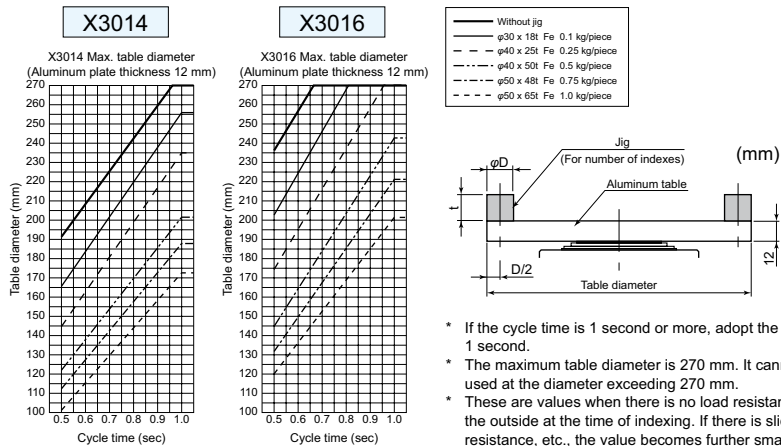 X3014
X3014 Max. table diameter
(Aluminum plate thickness 12 mm)
270
260
250
240
230
220
210
200
190
180
170
160
150
140
130
120
110
100
Table diameter (mm)
0.5 0.6 0.7 0.8 0.9 1.0
Cycle time (sec)
X3016
X3016 Max. table diameter
(Aluminum plate thickness 12 mm)
270
260
250
240
230
220
210
200
190
180
170
160
150
140
130
120
110
100
Table diameter (mm)
0.5 0.6 0.7 0.8 0.9 1.0
Cycle time (sec)
Without jig
φ30 x 18t Fe 0.1 kg/piece
φ40 x 25t Fe 0.25 kg/piece
φ40 x 50t Fe 0.5 kg/piece
φ50 x 48t Fe 0.75 kg/piece
φ50 x 65t Fe 1.0 kg/piece
(mm)
φD
Jig
(For number of indexes)
Aluminum table
t
12
D/2
Table diameter
* If the cycle time is 1 second or more, adopt the
1 second.
* The maximum table diameter is 270 mm. It can
used at the diameter exceeding 270 mm.
* These are values when there is no load resistan
the outside at the time of indexing. If there is sli
resistance, etc., the value becomes further sma